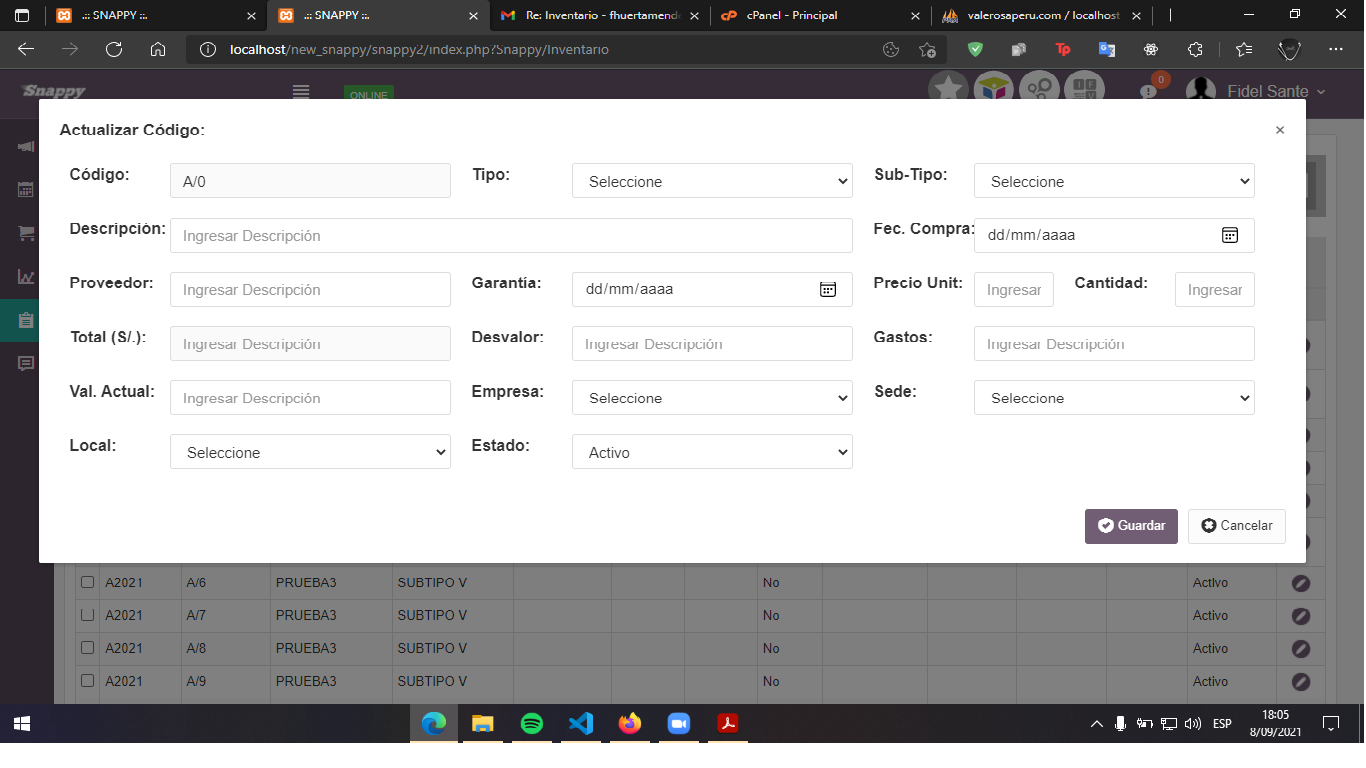 .:: SNAPPY ::.
.:: SNAPPY ::.
Re: Inventario - fhuertamend
cPanel - Principal
valerosaperu.com / localhost
localhost/new_snappy/snappy2/index.php?Snappy/Inventario
Snappy
ONLINE
0
Fidel Sante
Actualizar Código:
×
Código: A/0 Tipo: Seleccione Sub-Tipo: Seleccione
Descripción: Ingresar Descripción Fec. Compra: dd/mm/aaaa
Proveedor: Ingresar Descripción Garantía: dd/mm/aaaa Precio Unit: Ingresar Cantidad: Ingresar
Total (S/.): Ingresar Descripción Desvalor: Ingresar Descripción Gastos: Ingresar Descripción
Val. Actual: Ingresar Descripción Empresa: Seleccione Sede: Seleccione
Local: Seleccione Estado: Activo
Guardar Cancelar
A2021 A/6 PRUEBA3 SUBTIPO V No Activo
A2021 A/7 PRUEBA3 SUBTIPO V No Activo
A2021 A/8 PRUEBA3 SUBTIPO V No Activo
A2021 A/9 PRUEBA3 SUBTIPO V No Activo
ESP
18:05
8/09/2021